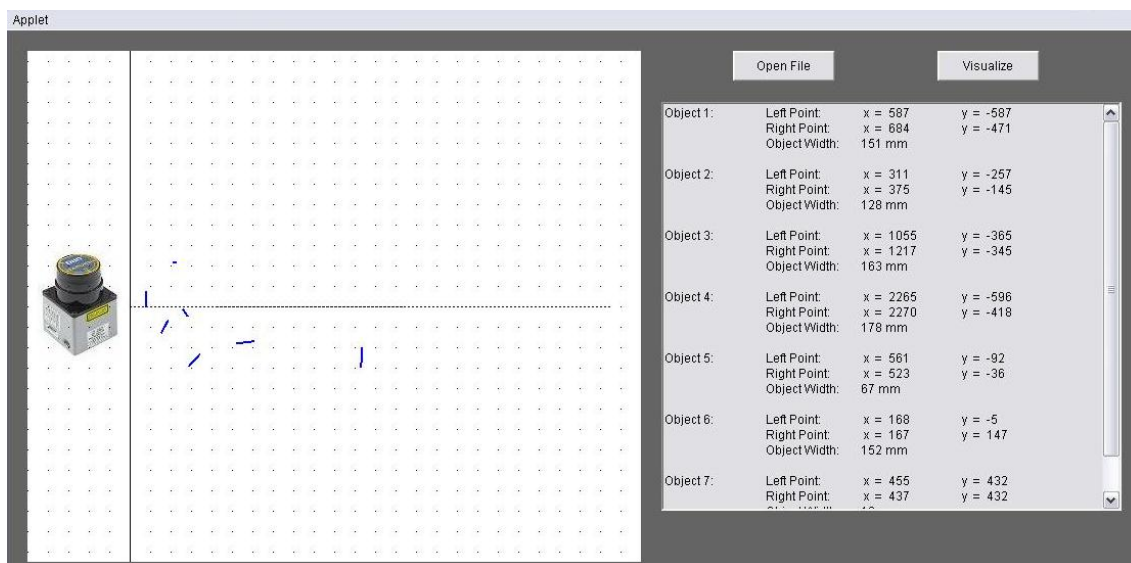 Applet
Open File Visualize
Object 1: Left Point: x = 587 y = -587
Right Point: x = 684 y = -471
Object Width: 151 mm
Object 2: Left Point: x = 311 y = -257
Right Point: x = 375 y = -145
Object Width: 128 mm
Object 3: Left Point: x = 1055 y = -365
Right Point: x = 1217 y = -345
Object Width: 163 mm
Object 4: Left Point: x = 2265 y = -596
Right Point: x = 2270 y = -418
Object Width: 178 mm
Object 5: Left Point: x = 561 y = -92
Right Point: x = 523 y = -36
Object Width: 67 mm
Object 6: Left Point: x = 168 y = -5
Right Point: x = 167 y = 147
Object Width: 152 mm
Object 7: Left Point: x = 455 y = 432
Right Point: x = 437 y = 432